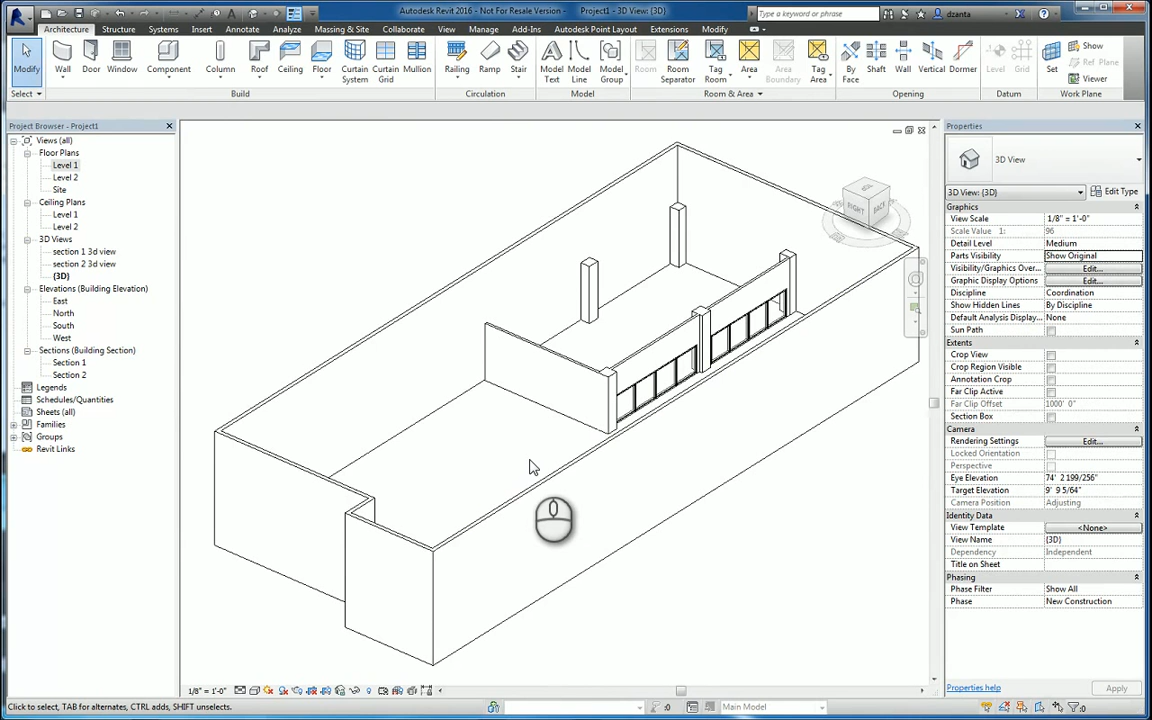 Autodesk Revit 2016 - Not For Resale Version - Project1 - 3D View: {3D}
Type a keyword or phrase
dzanta
Architecture Structure Systems Insert Annotate Analyze Massing & Site Collaborate View Manage Add-Ins Autodesk Point Layout Extensions Modify
Modify Wall Door Window Component Column Roof Ceiling Floor Curtain System Curtain Grid Mullion Railing Ramp Stair Model Text Model Line Model Group Room Room Separator Tag Room Area Area Boundary Tag Area By Face Shaft Wall Vertical Dormer Level Grid Set Show Ref Plane Viewer
Select Build Circulation Model Room & Area Opening Datum Work Plane
Project Browser - Project1
Views (all)
Floor Plans
Level 1
Level 2
Site
Ceiling Plans
Level 1
Level 2
3D Views
section 1 3d view
section 2 3d view
{3D}
Elevations (Building Elevation)
East
North
South
West
Sections (Building Section)
Section 1
Section 2
Legends
Schedules/Quantities
Sheets (all)
Families
Groups
Revit Links
RIGHT
BACK
Properties
3D View
3D View: {3D} Edit Type
Graphics
View Scale 1/8" = 1'-0"
Scale Value 1: 96
Detail Level Medium
Parts Visibility Show Original
Visibility/Graphics Over... Edit...
Graphic Display Options Edit...
Discipline Coordination
Show Hidden Lines By Discipline
Default Analysis Display... None
Sun Path
Extents
Crop View
Crop Region Visible
Annotation Crop
Far Clip Active
Far Clip Offset 1000' 0"
Section Box
Camera
Rendering Settings Edit...
Locked Orientation
Perspective
Eye Elevation 74' 2 199/256"
Target Elevation 9' 9 5/64"
Camera Position Adjusting
Identity Data
View Template <None>
View Name {3D}
Dependency Independent
Title on Sheet
Phasing
Phase Filter Show All
Phase New Construction
Properties help Apply
1/8" = 1'-0"
Click to select, TAB for alternates, CTRL adds, SHIFT unselects.
:0
Main Model
:0